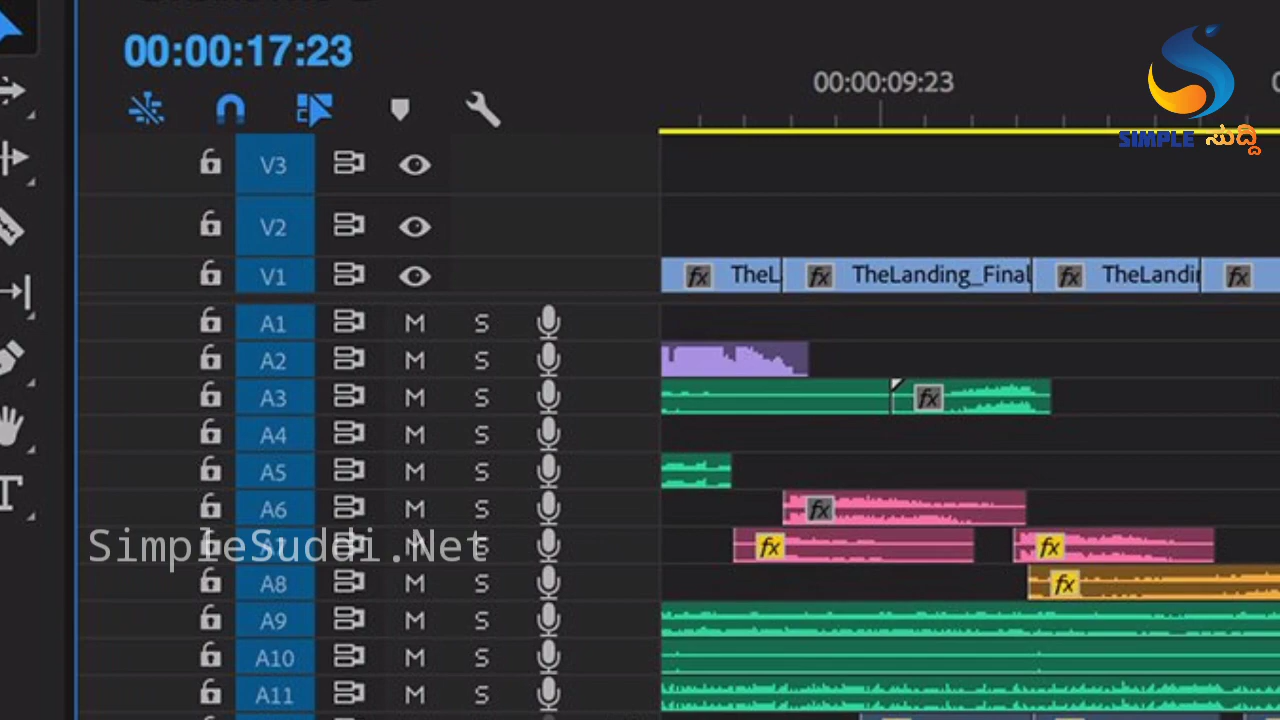 00:00:17:23
00:00:09:23
SIMPLE ಸುದ್ದಿ
V3
V2
V1
fx TheL
fx TheLanding_Final
fx TheLandi
fx
A1 M S
A2 M S
A3 M S fx
A4 M S
A5 M S
A6 M S fx
SimpleSuddi.Net
M S fx fx
A8 M S fx
A9 M S
A10 M S
A11 M S